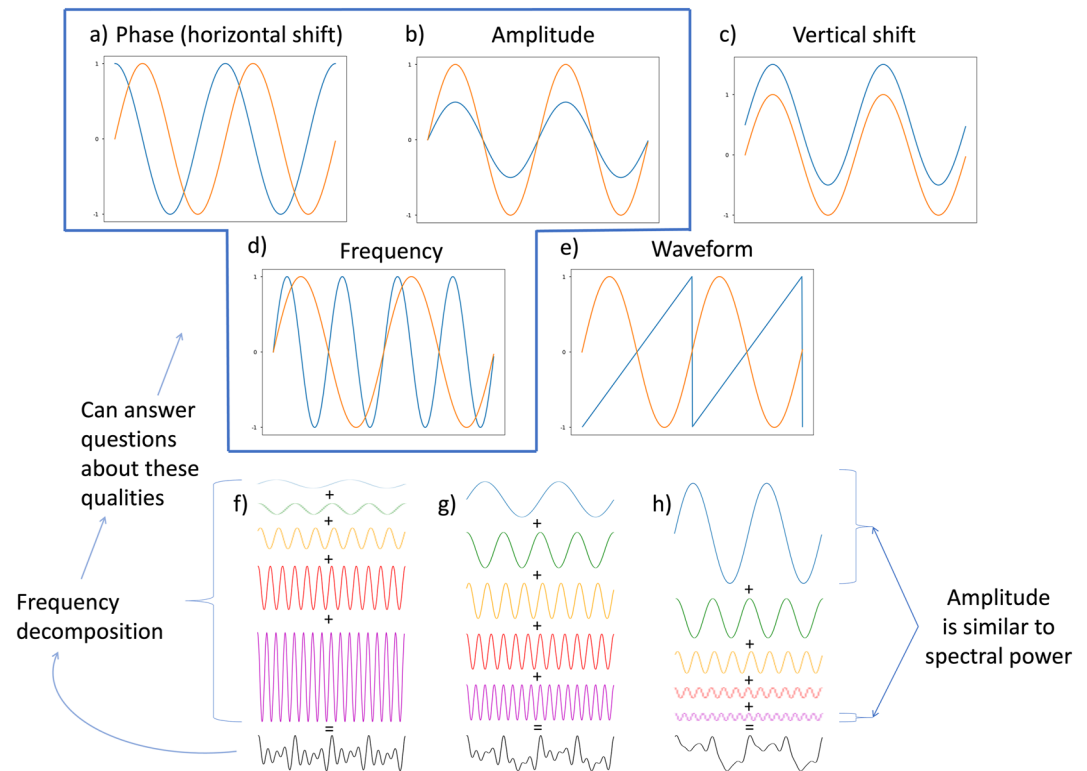 a) Phase (horizontal shift)
b) Amplitude
c) Vertical shift
1
0
-1
1
0
-1
1
0
-1
d) Frequency
e) Waveform
1
0
-1
1
0
-1
Can answer
questions
about these
qualities
f)
g)
h)
+
+
+
+
=
+
+
+
+
=
+
+
+
+
=
Frequency
decomposition
Amplitude
is similar to
spectral power